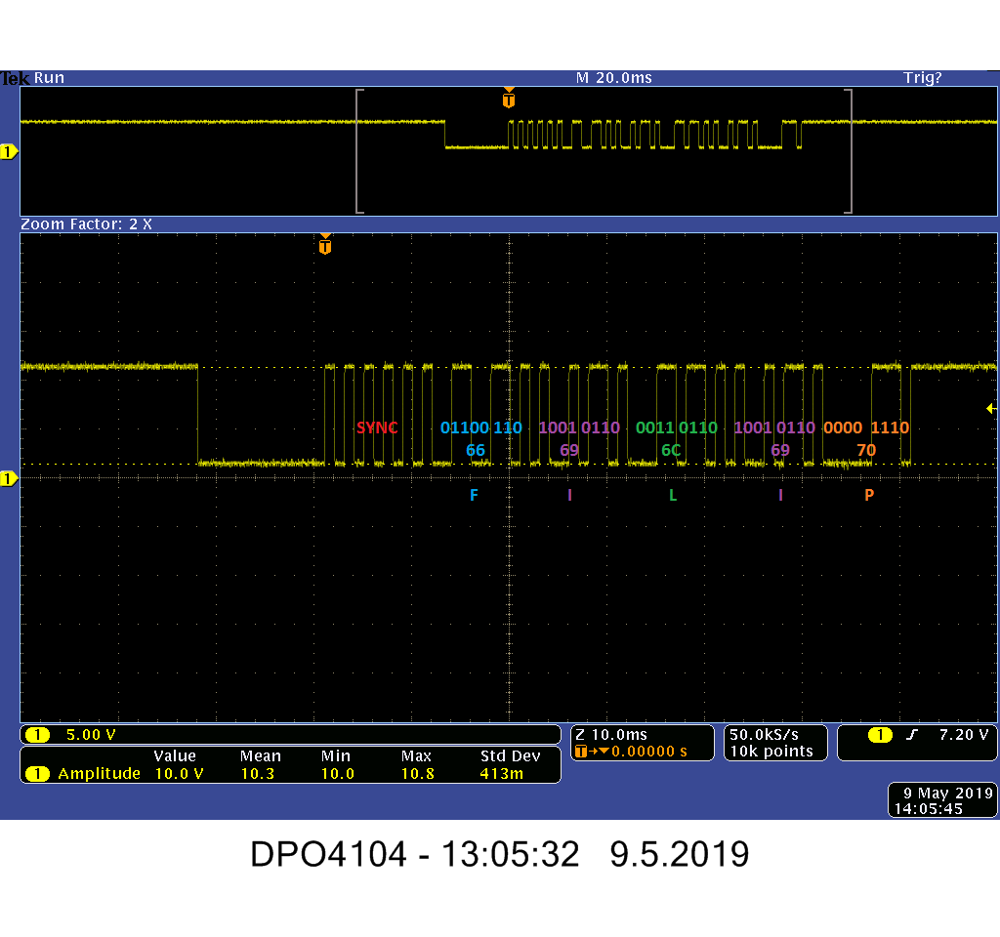 Tek Run M 20.0ms Trig?
T
1
Zoom Factor: 2 X
T
SYNC 01100 110 1001 0110 0011 0110 1001 0110 0000 1110
66 69 6C 69 70
1
F I L I P
1 5.00 V
Z 10.0ms
T→▼0.00000 s
50.0kS/s
10k points
1 7.20 V
Value Mean Min Max Std Dev
1 Amplitude 10.0 V 10.3 10.0 10.8 413m
9 May 2019
14:05:45
DPO4104 - 13:05:32 9.5.2019